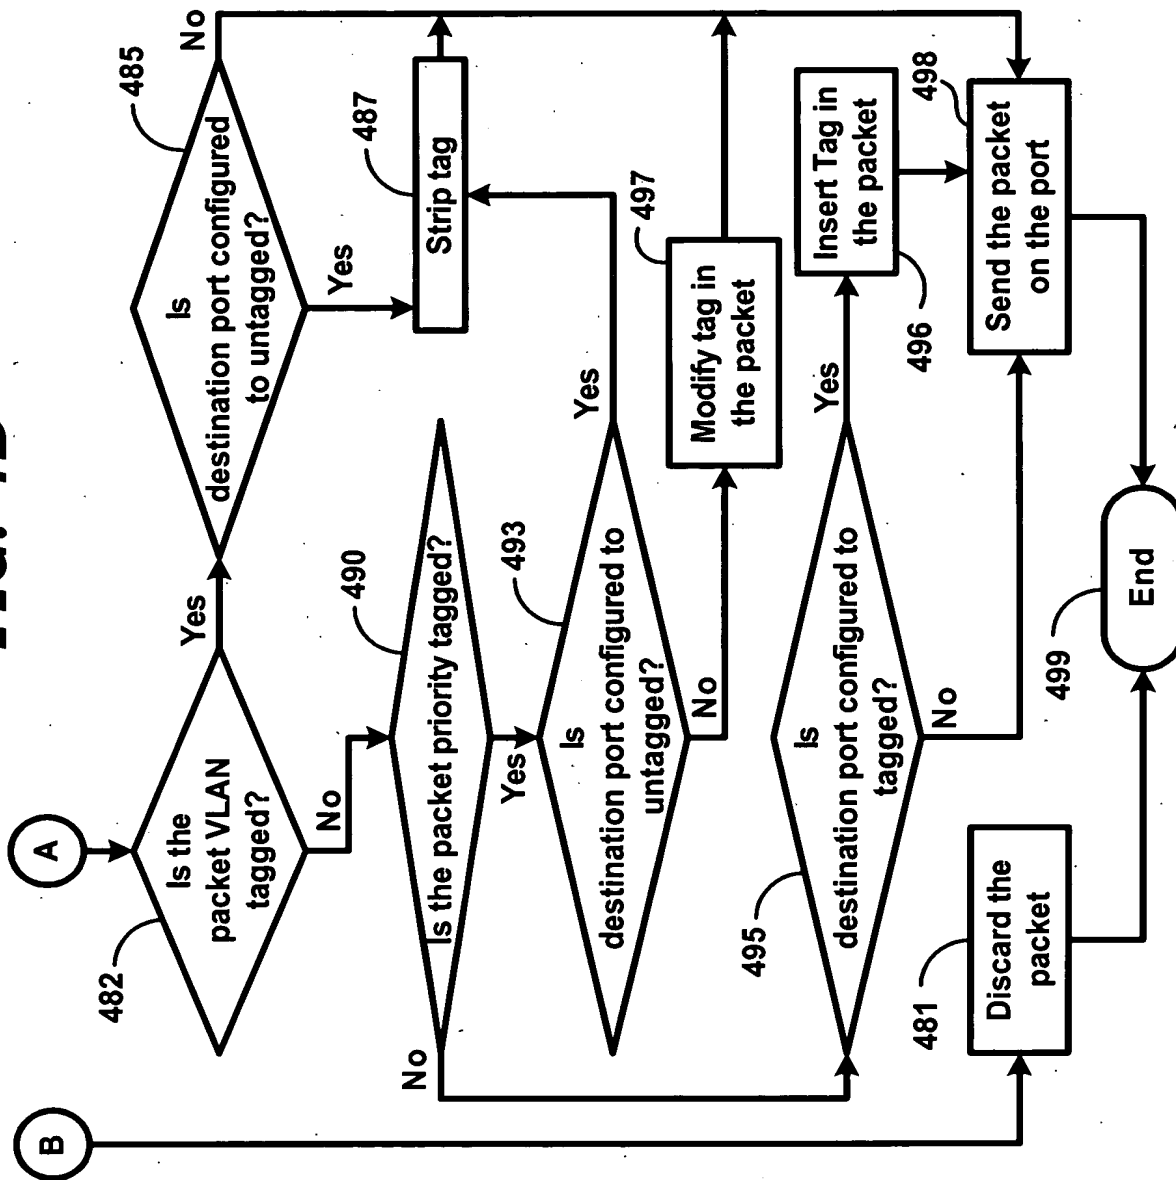 A
Is the
packet VLAN
tagged?
482
Yes
No
Is
destination port configured
to untagged?
485
No
Yes
Strip tag
487
Is the packet priority tagged?
490
No
Yes
Is
destination port configured to
untagged?
493
Yes
No
Modify tag in
the packet
497
Is
destination port configured to
tagged?
495
Yes
No
Insert Tag in
the packet
496
Send the packet
on the port
498
B
Discard the
packet
481
End
499